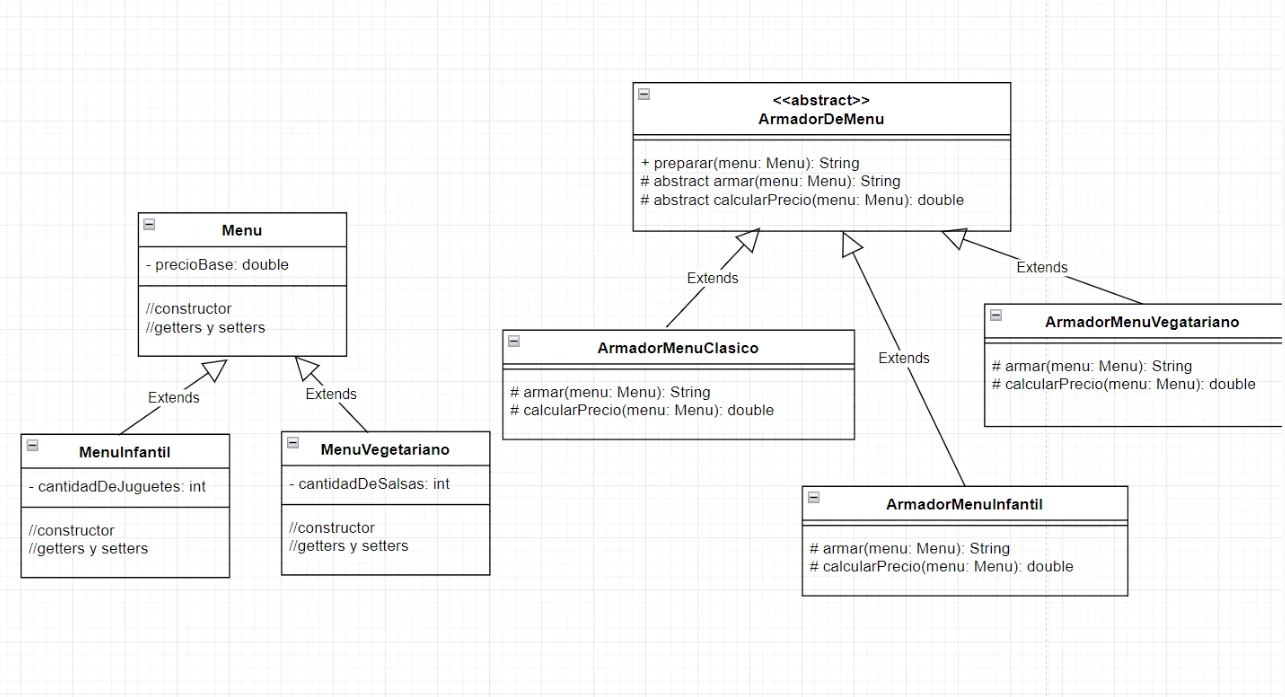 <<abstract>>
ArmadorDeMenu
+ preparar(menu: Menu): String
# abstract armar(menu: Menu): String
# abstract calcularPrecio(menu: Menu): double
Menu
- precioBase: double
//constructor
//getters y setters
Extends
Extends
MenuInfantil
- cantidadDeJuguetes: int
//constructor
//getters y setters
MenuVegetariano
- cantidadDeSalsas: int
//constructor
//getters y setters
Extends
Extends
Extends
ArmadorMenuClasico
# armar(menu: Menu): String
# calcularPrecio(menu: Menu): double
ArmadorMenuVegatariano
# armar(menu: Menu): String
# calcularPrecio(menu: Menu): double
ArmadorMenuInfantil
# armar(menu: Menu): String
# calcularPrecio(menu: Menu): double